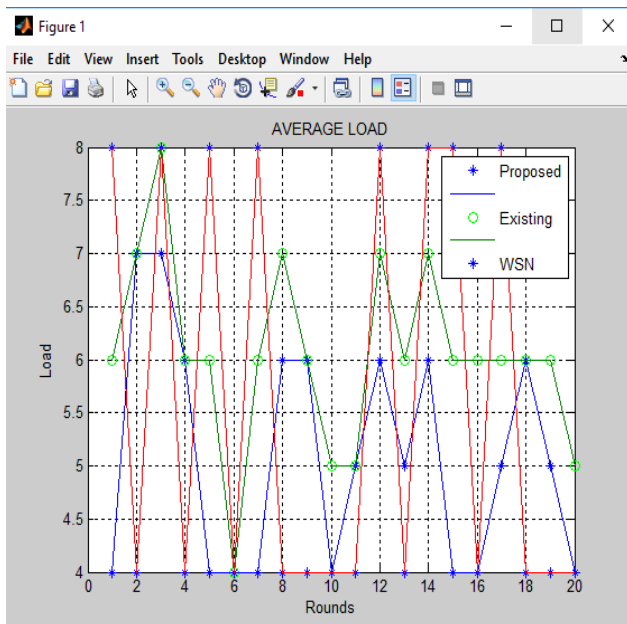 Figure 1
File Edit View Insert Tools Desktop Window Help
AVERAGE LOAD
Proposed
Existing
WSN
8
7.5
7
6.5
6
5.5
5
4.5
4
Load
0 2 4 6 8 10 12 14 16 18 20
Rounds